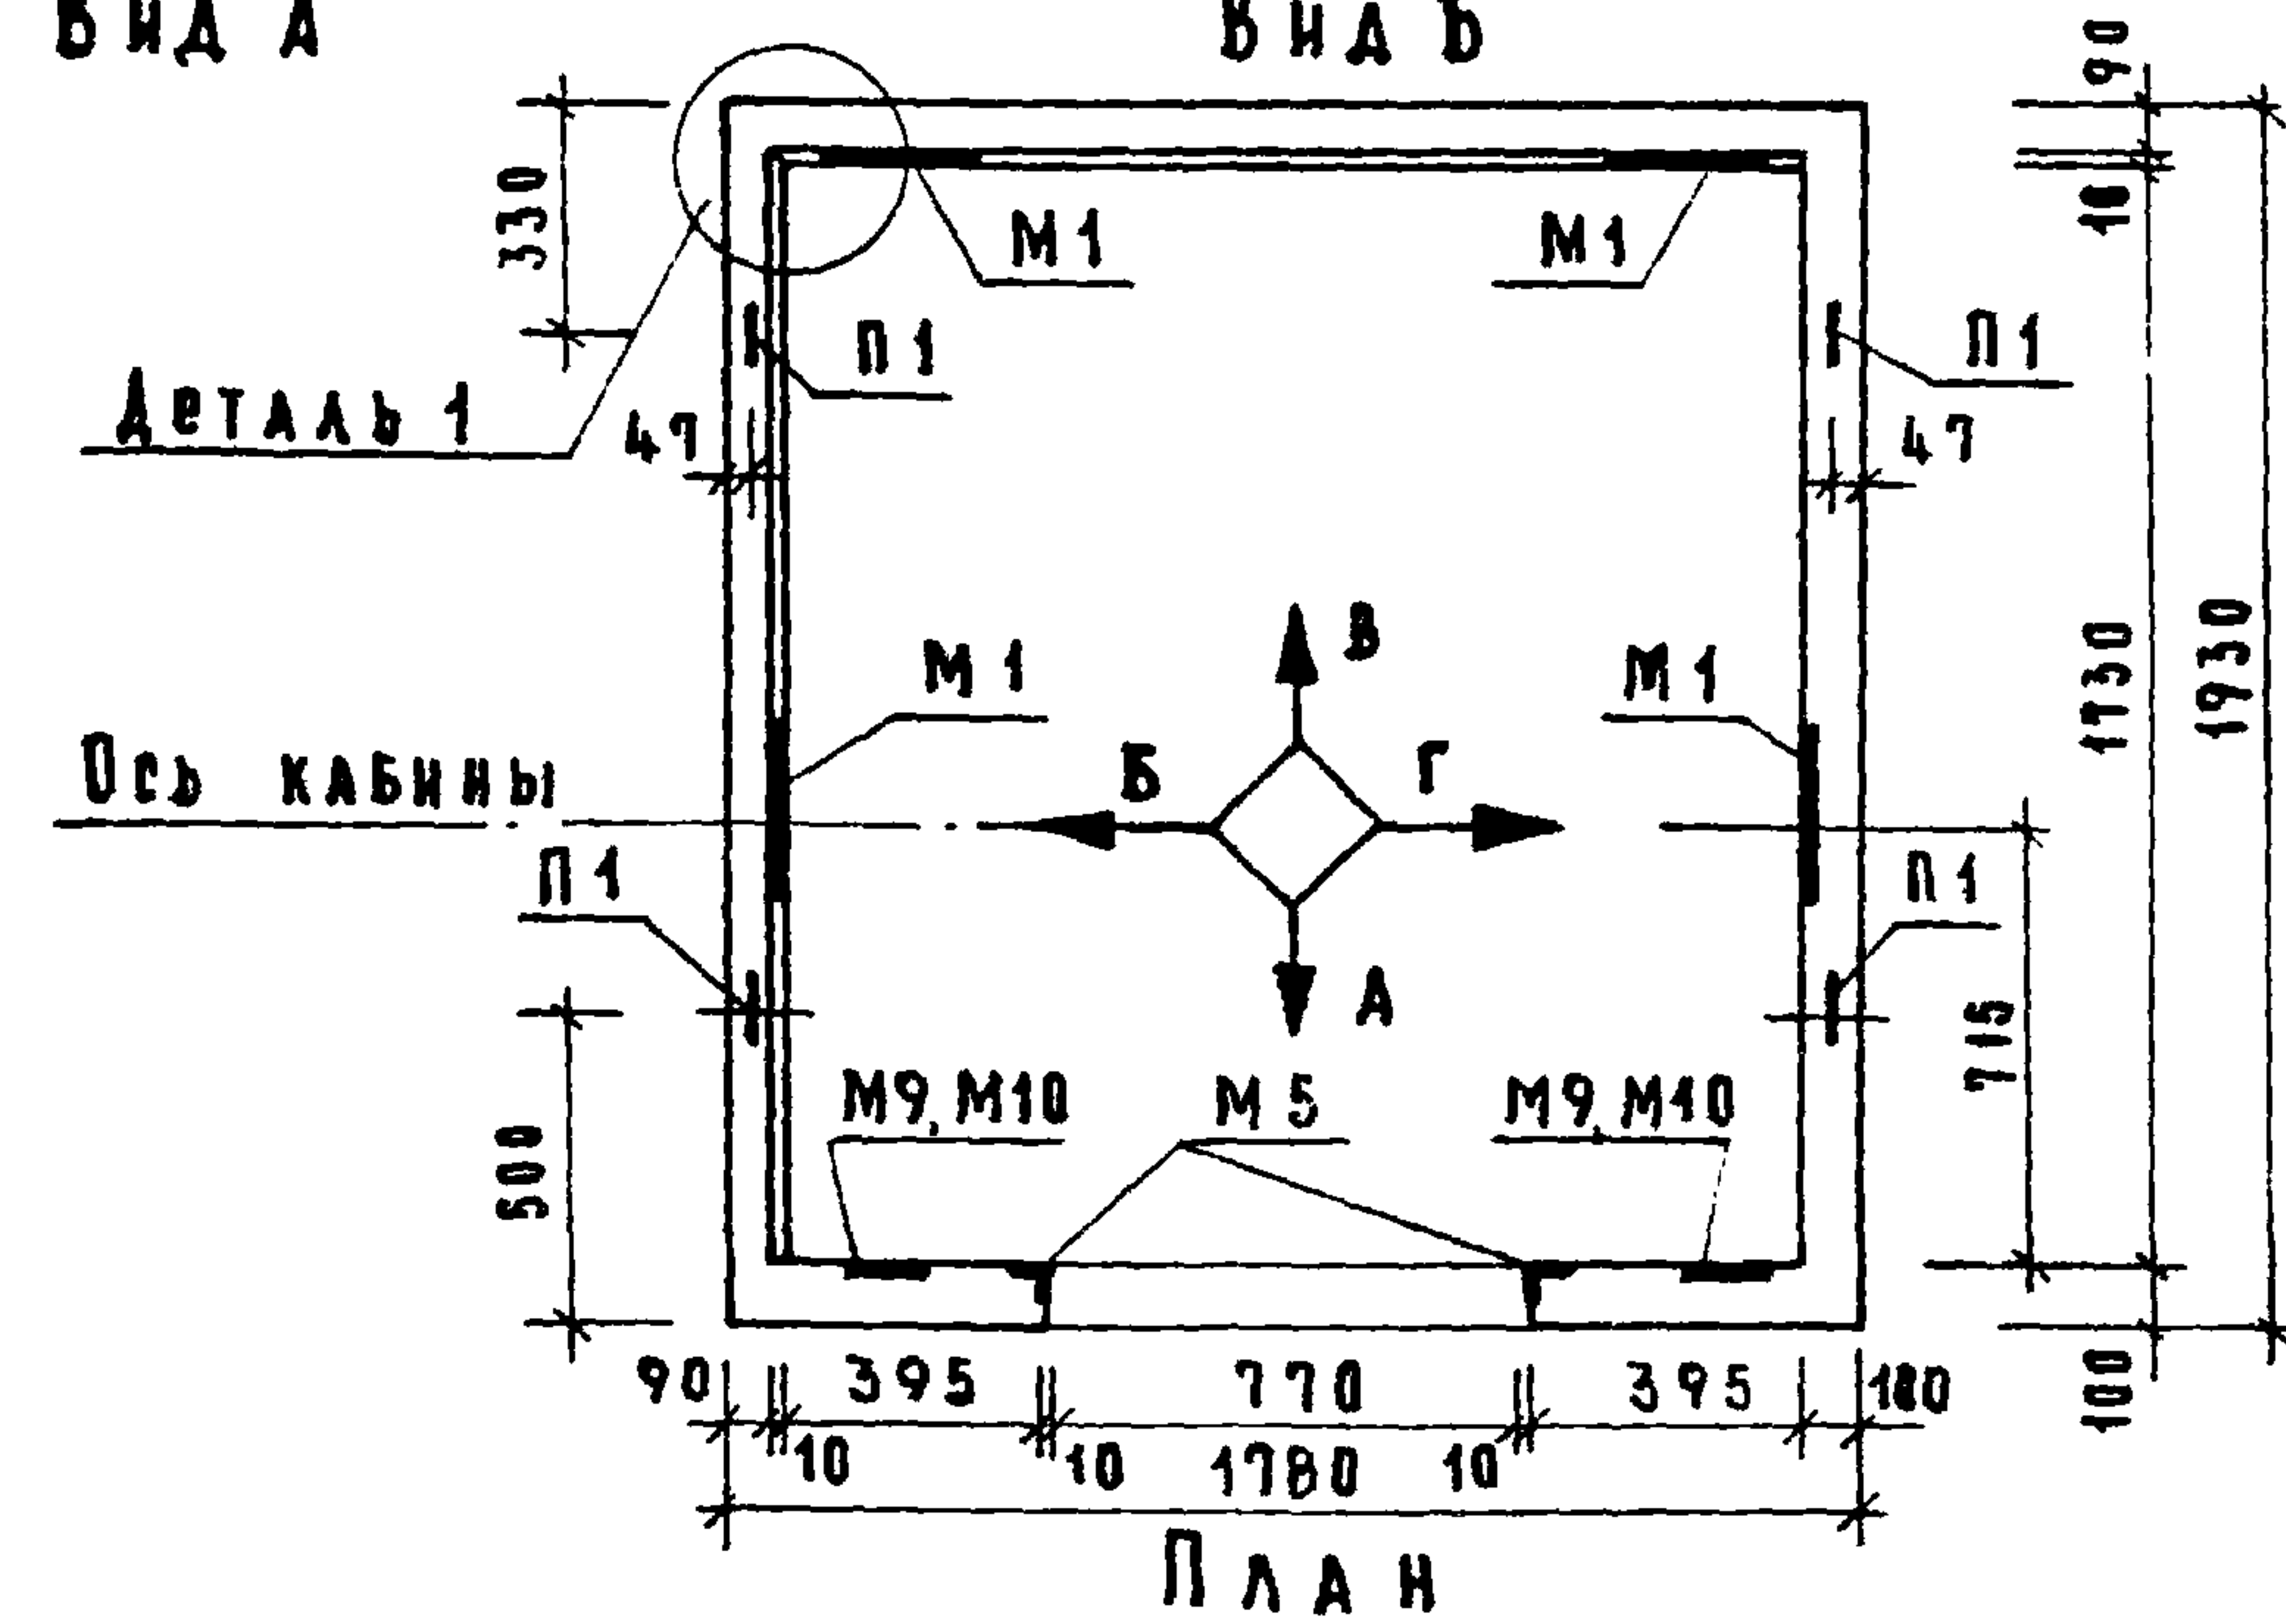 Вид А
Вид Б
90
330
10
М1
М1
П1
П1
Деталь 1
47
47
1730
1930
В
М1
М1
Ось кабины
Б
Г
П1
П1
А
715
М9, М10
М5
М9, М10
500
90
395
770
395
100
10
10
1780
10
План